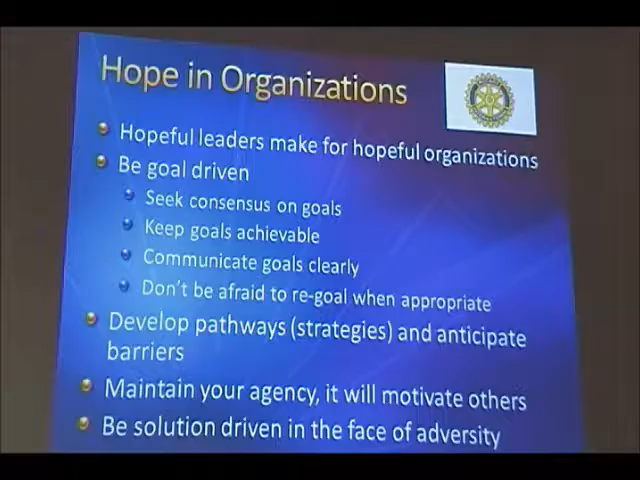 Hope in Organizations
Hopeful leaders make for hopeful organizations
Be goal driven
Seek consensus on goals
Keep goals achievable
Communicate goals clearly
Don't be afraid to re-goal when appropriate
Develop pathways (strategies) and anticipate
barriers
Maintain your agency, it will motivate others
Be solution driven in the face of adversity